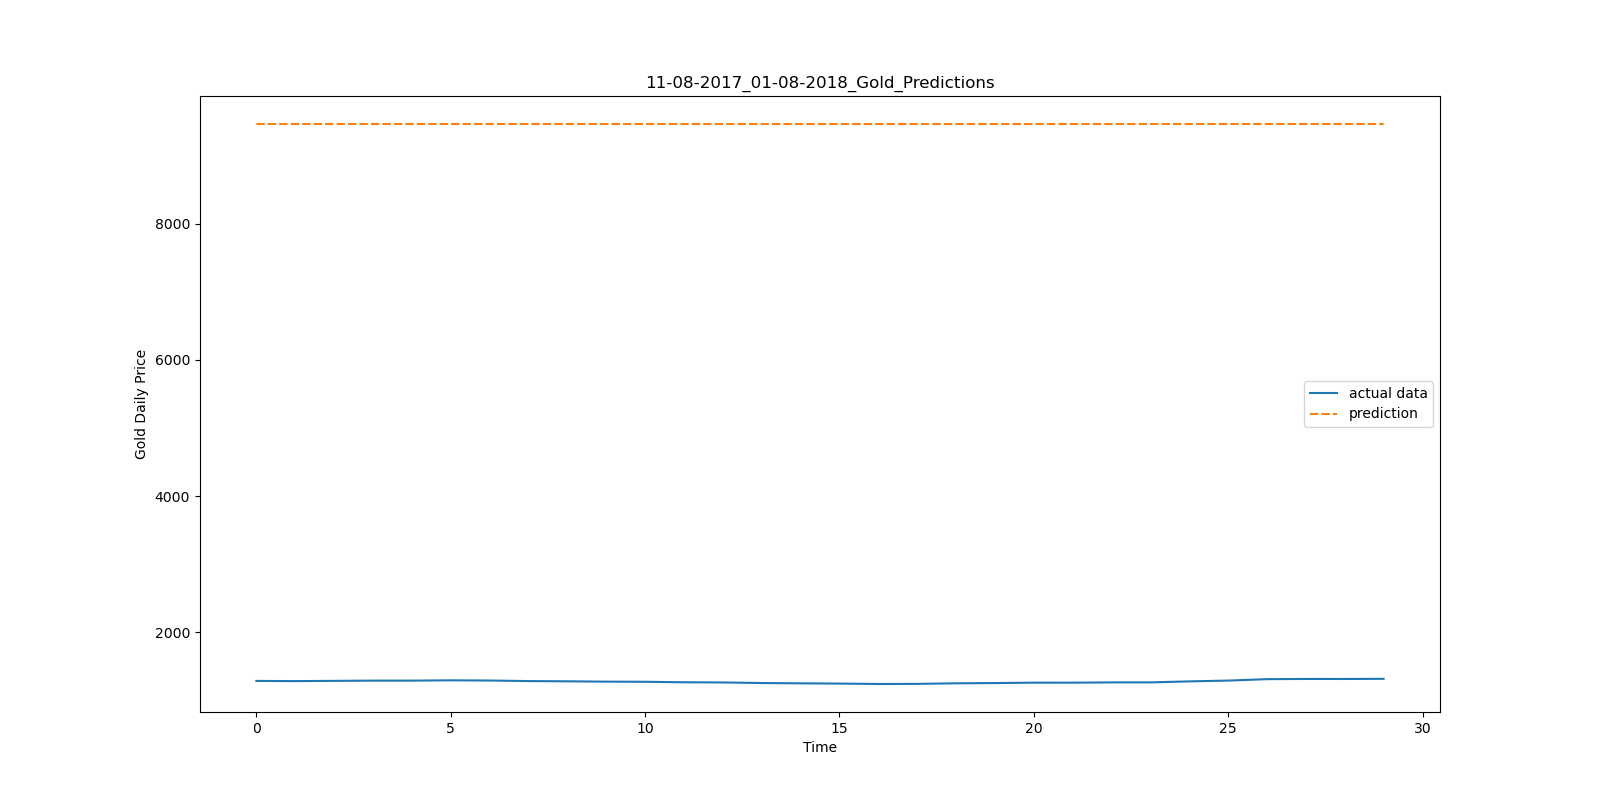 11-08-2017_01-08-2018_Gold_Predictions
8000
6000
4000
2000
Gold Daily Price
actual data
prediction
0 5 10 15 20 25 30
Time